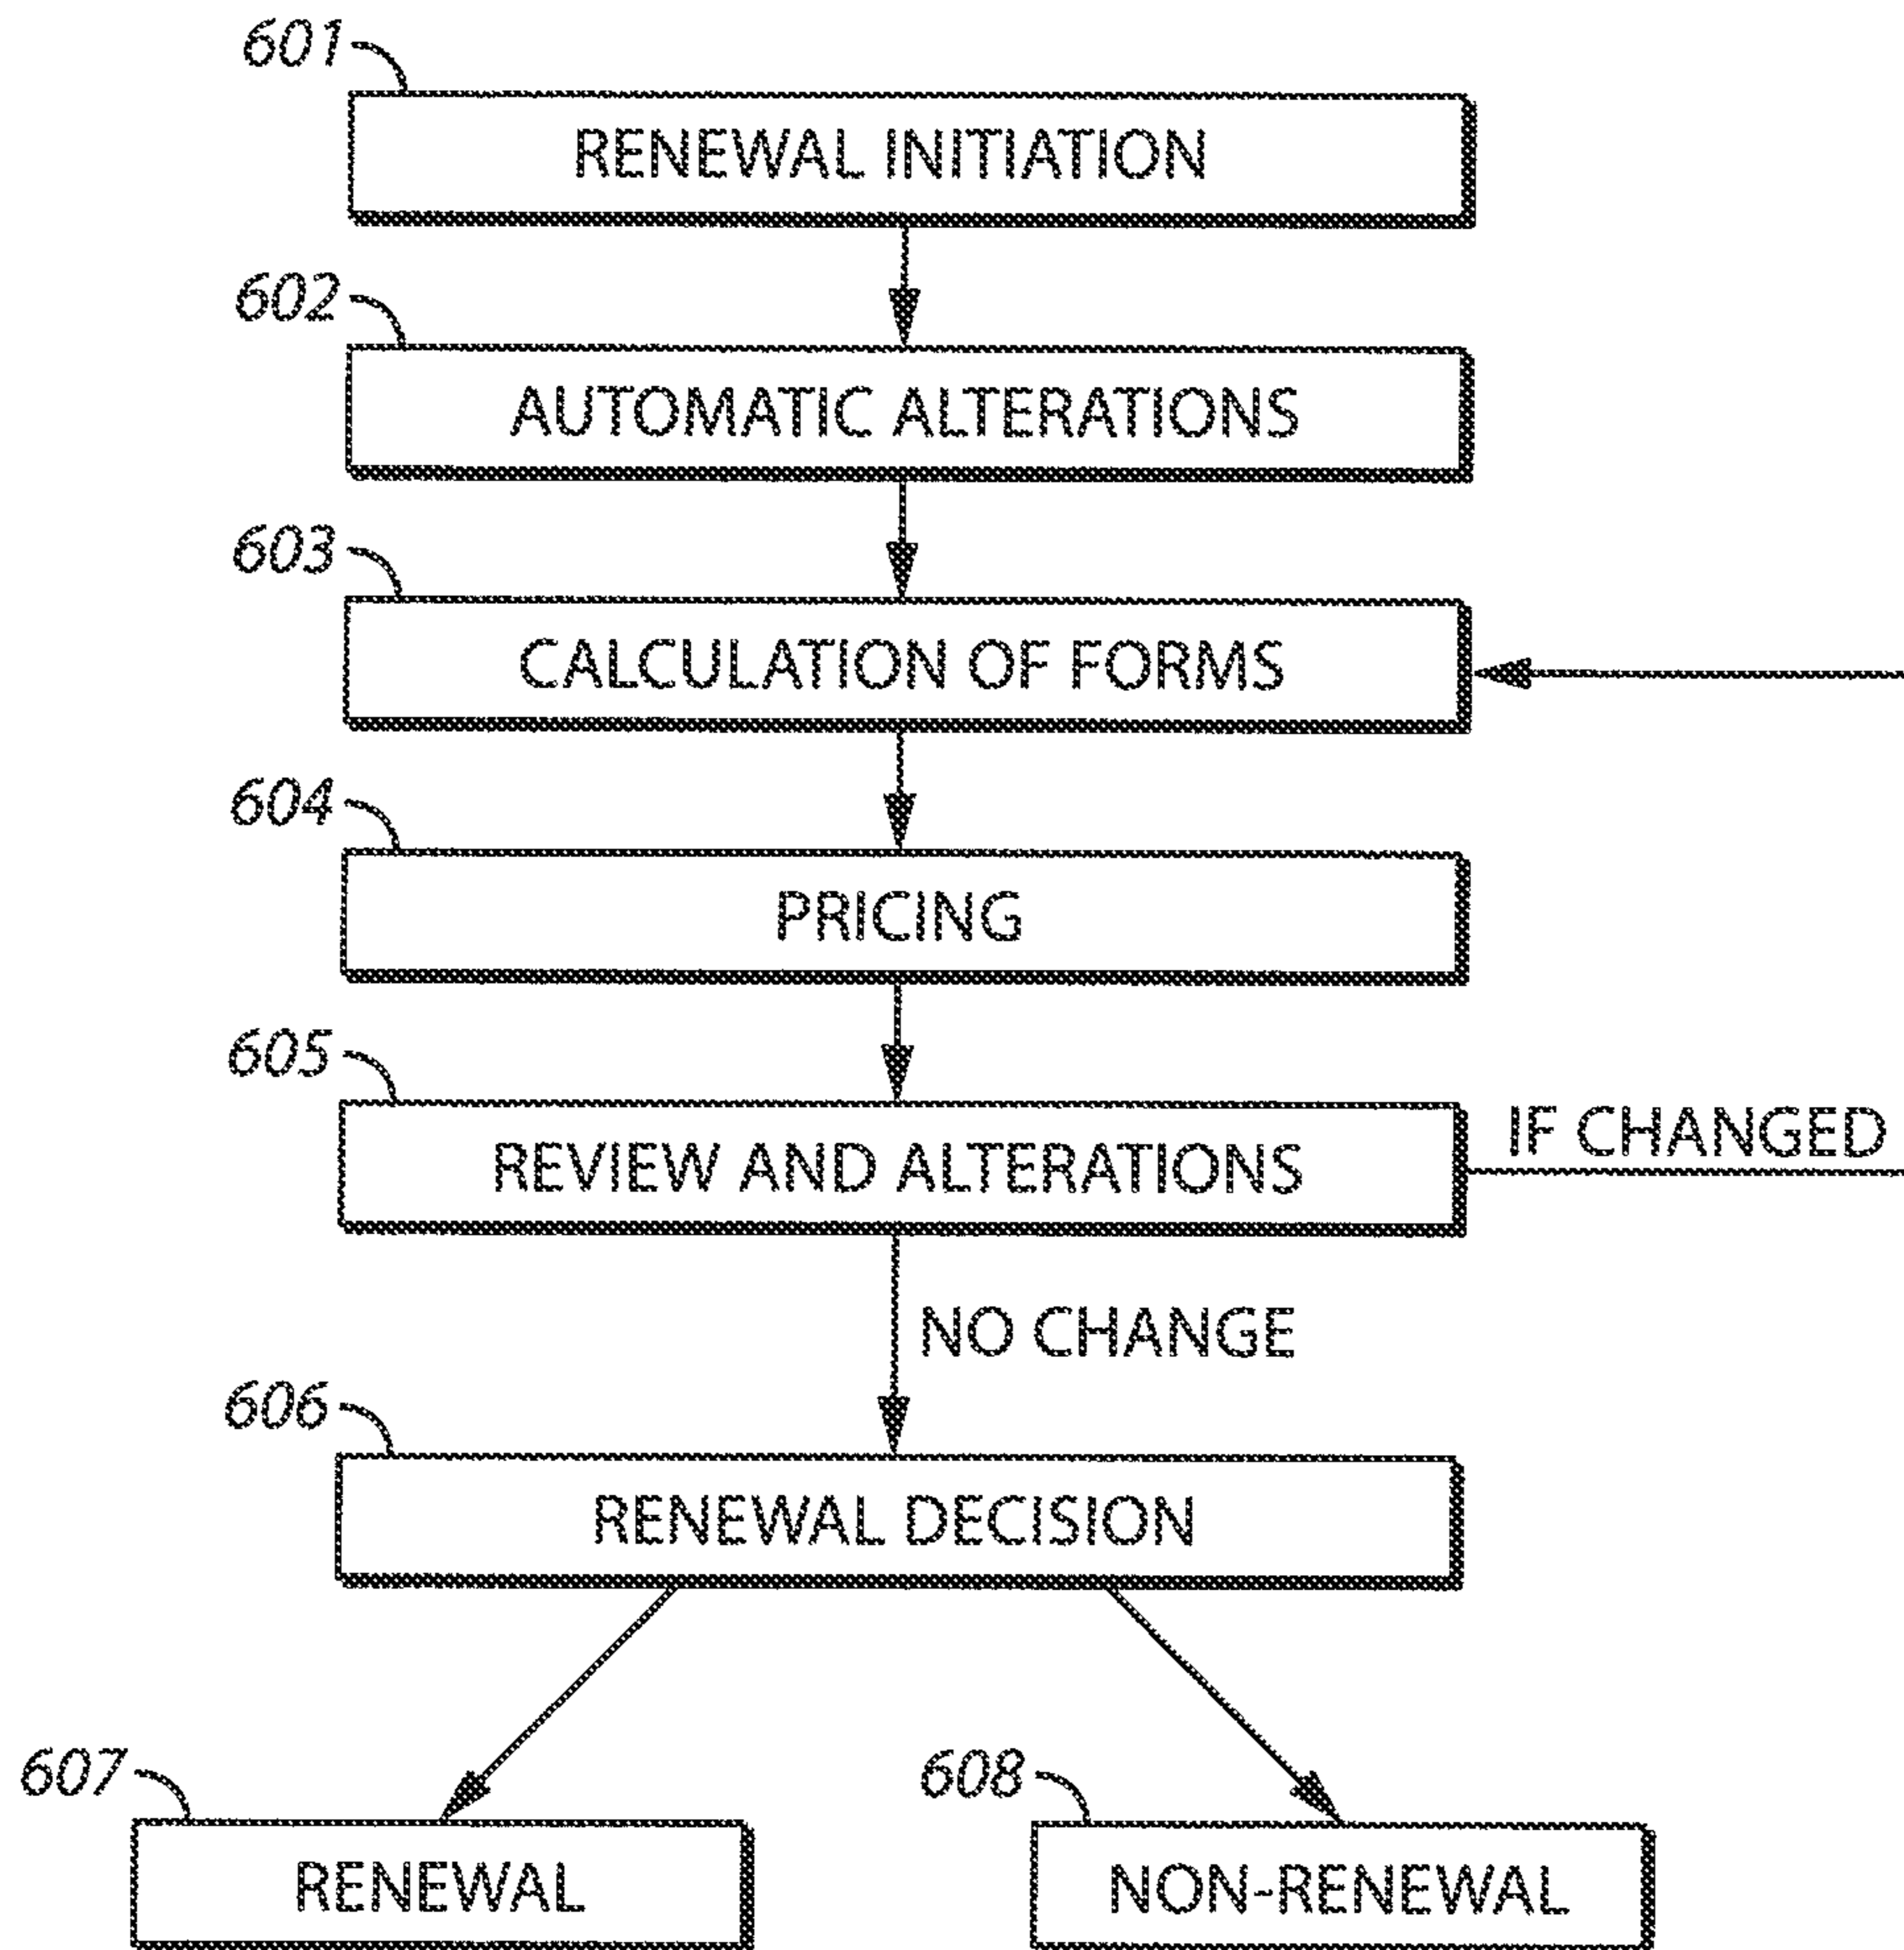 601
RENEWAL INITIATION
602
AUTOMATIC ALTERATIONS
603
CALCULATION OF FORMS
604
PRICING
605
REVIEW AND ALTERATIONS
IF CHANGED
NO CHANGE
606
RENEWAL DECISION
607
RENEWAL
608
NON-RENEWAL